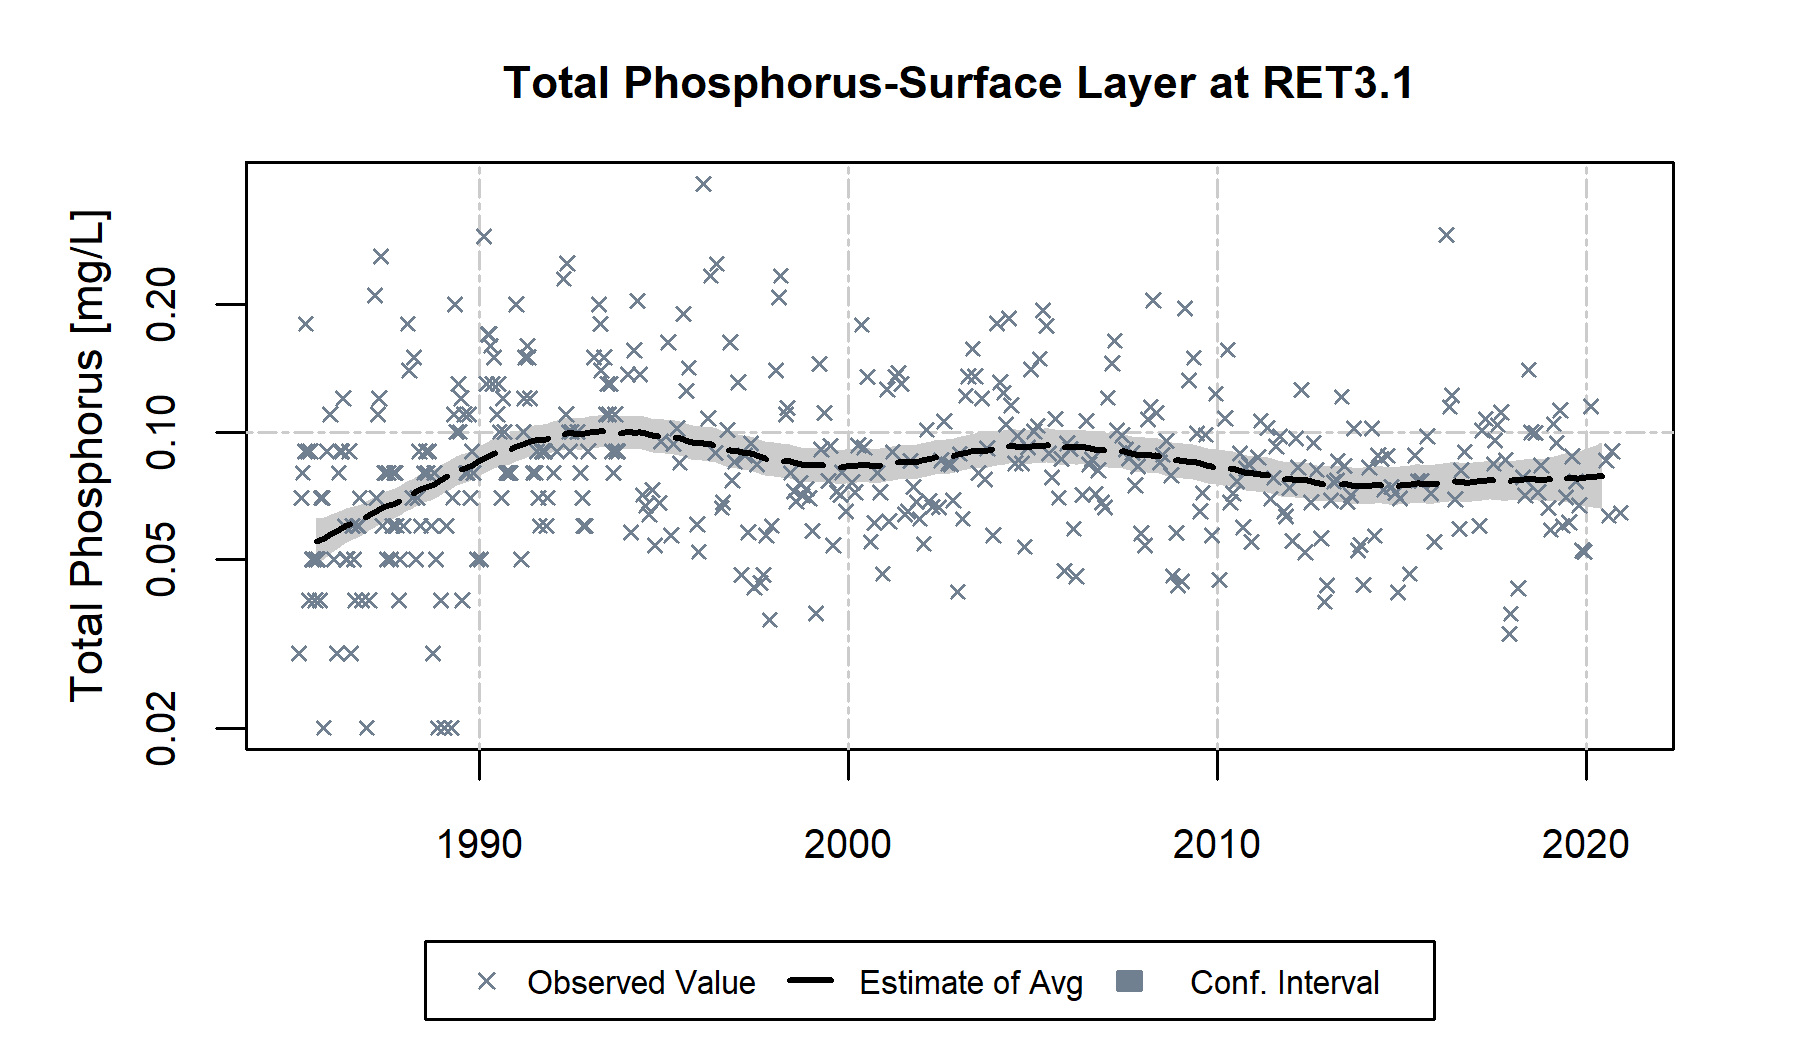 Total Phosphorus-Surface Layer at RET3.1
Total Phosphorus [mg/L]
0.20
0.10
0.05
0.02
1990 2000 2010 2020
Observed Value Estimate of Avg Conf. Interval